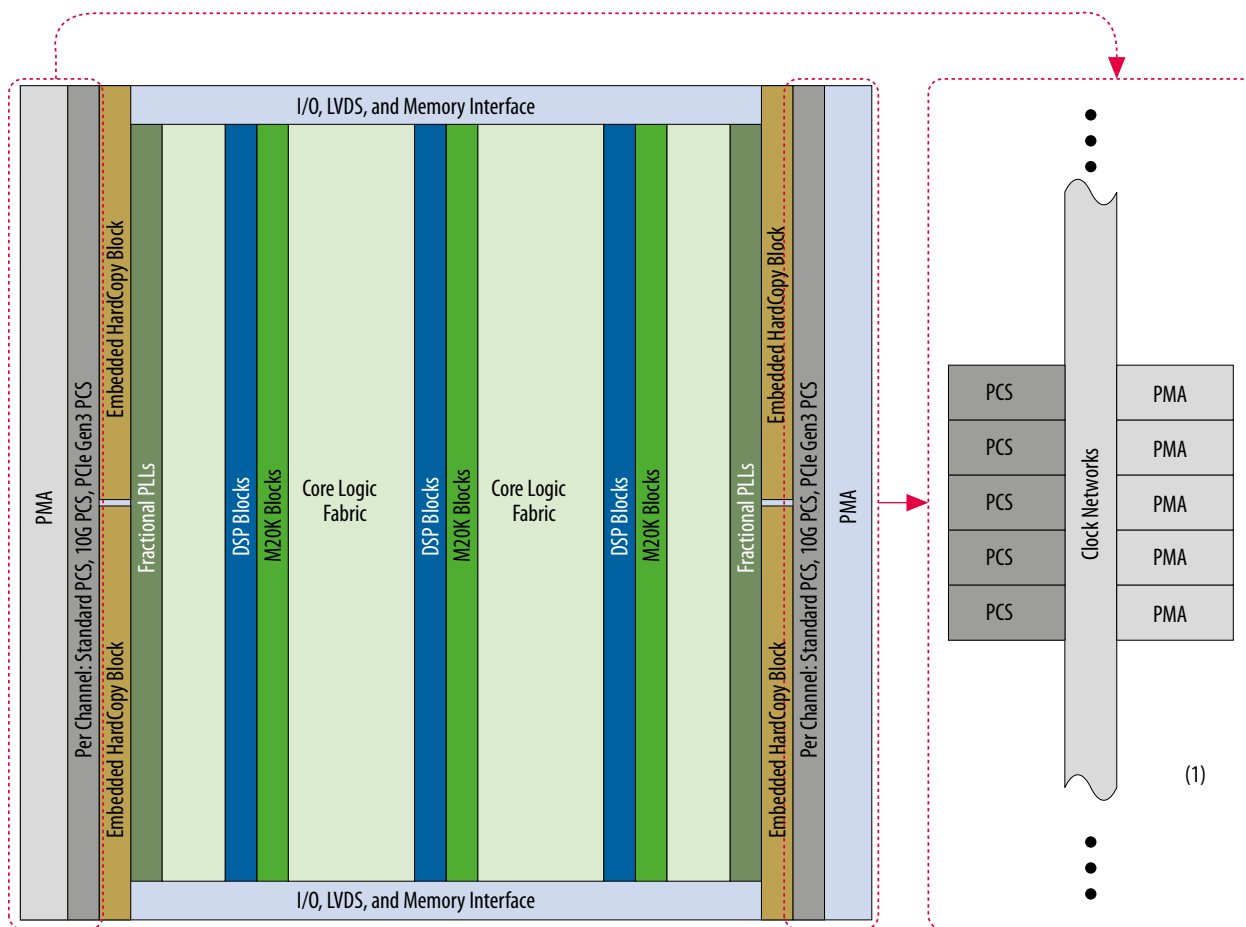 I/O, LVDS, and Memory Interface
PMA
Per Channel: Standard PCS, 10G PCS, PCIe Gen3 PCS
Embedded HardCopy Block
Embedded HardCopy Block
Fractional PLLs
DSP Blocks
M20K Blocks
Core Logic
Fabric
DSP Blocks
M20K Blocks
Core Logic
Fabric
DSP Blocks
M20K Blocks
Fractional PLLs
Embedded HardCopy Block
Embedded HardCopy Block
Per Channel: Standard PCS, 10G PCS, PCIe Gen3 PCS
PMA
I/O, LVDS, and Memory Interface
PCS
PMA
PCS
PMA
PCS
PMA
PCS
PMA
PCS
PMA
Clock Networks
(1)